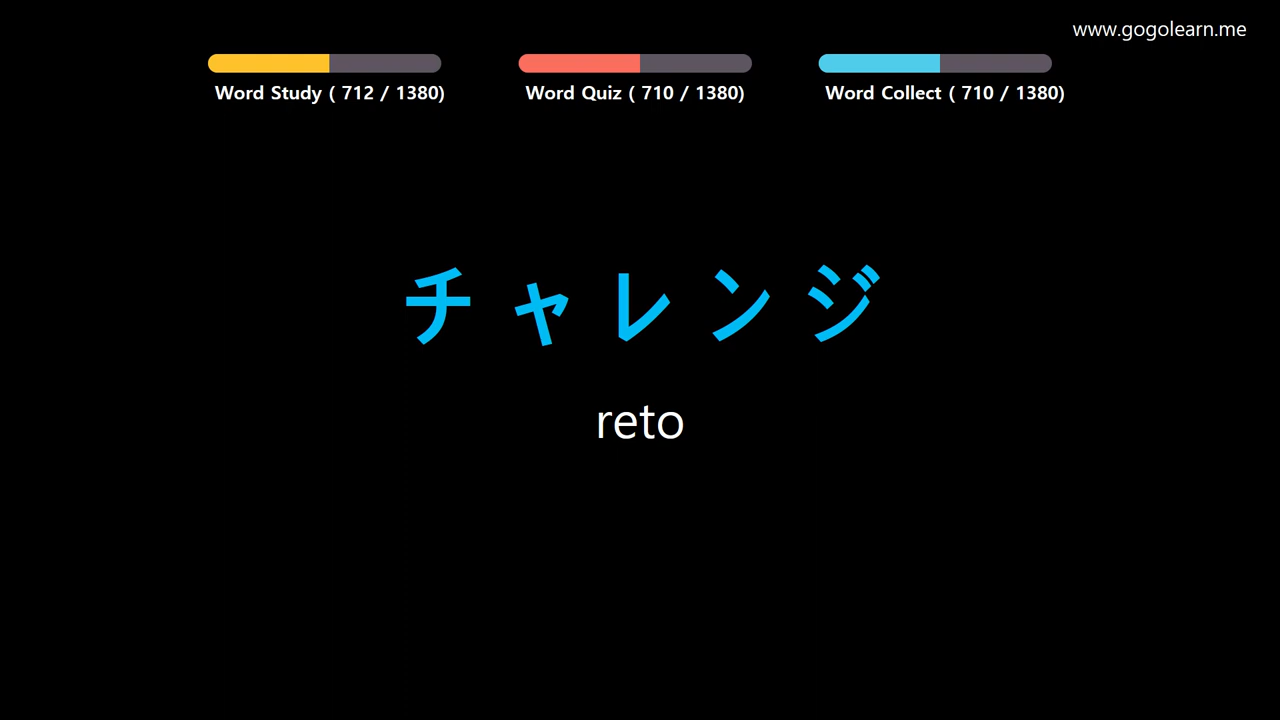 www.gogolearn.me
Word Study ( 712 / 1380)
Word Quiz ( 710 / 1380)
Word Collect ( 710 / 1380)
チャレンジ
reto